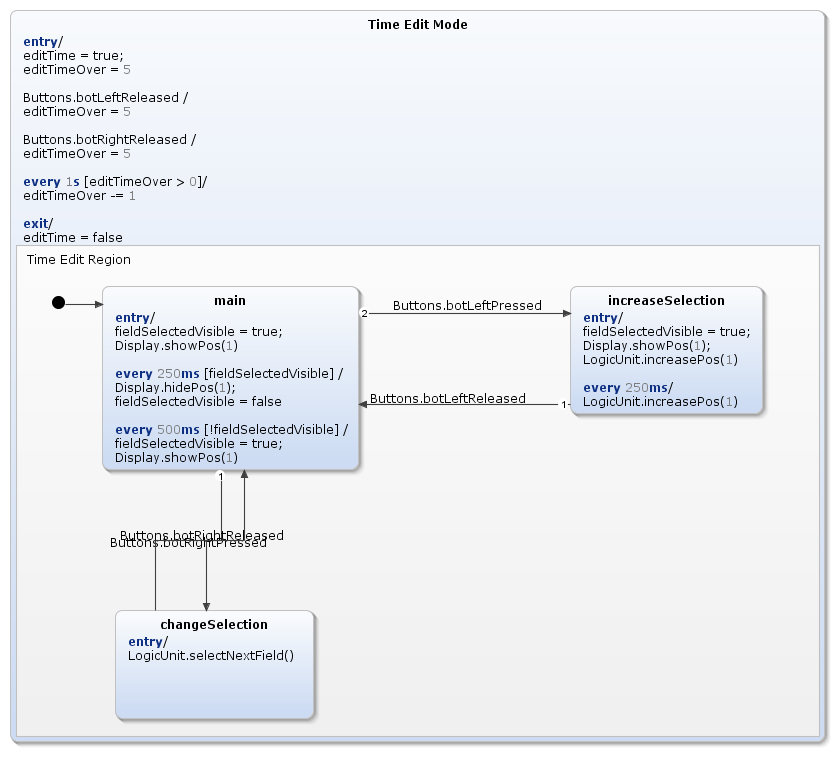 Time Edit Mode
entry/
editTime = true;
editTimeOver = 5
Buttons.botLeftReleased /
editTimeOver = 5
Buttons.botRightReleased /
editTimeOver = 5
every 1s [editTimeOver > 0]/
editTimeOver -= 1
exit/
editTime = false
Time Edit Region
main
entry/
fieldSelectedVisible = true;
Display.showPos(1)
every 250ms [fieldSelectedVisible] /
Display.hidePos(1);
fieldSelectedVisible = false
every 500ms [!fieldSelectedVisible] /
fieldSelectedVisible = true;
Display.showPos(1)
2
Buttons.botLeftPressed
increaseSelection
entry/
fieldSelectedVisible = true;
Display.showPos(1);
LogicUnit.increasePos(1)
every 250ms/
LogicUnit.increasePos(1)
Buttons.botLeftReleased
1
1
Buttons.botRightReleased
Buttons.botRightPressed
changeSelection
entry/
LogicUnit.selectNextField()